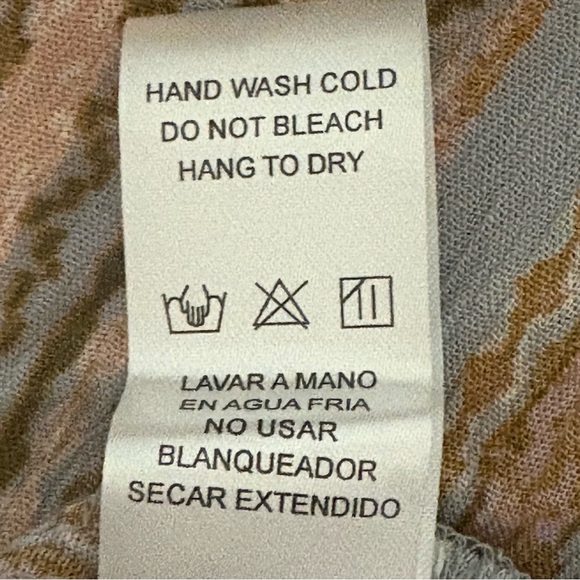 HAND WASH COLD
DO NOT BLEACH
HANG TO DRY
LAVAR A MANO
EN AGUA FRIA
NO USAR
BLANQUEADOR
SECAR EXTENDIDO